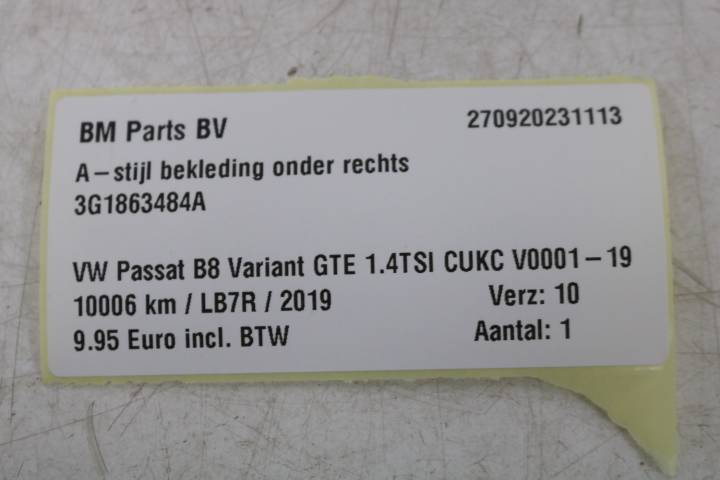 BM Parts BV 270920231113
A-stijl bekleding onder rechts
3G1863484A
VW Passat B8 Variant GTE 1.4TSI CUKC V0001-19
10006 km / LB7R / 2019 Verz: 10
9.95 Euro incl. BTW Aantal: 1